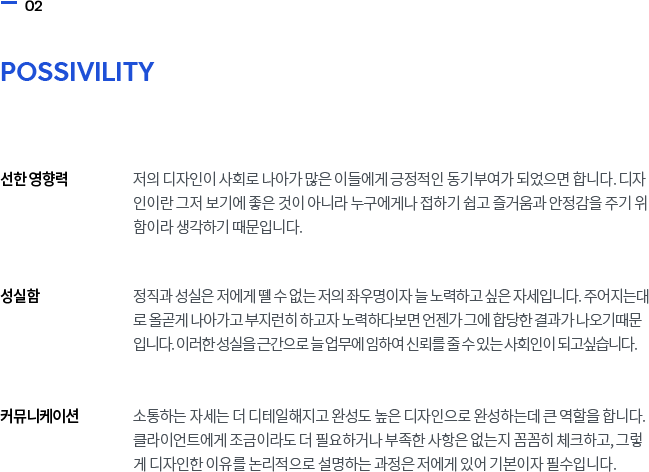 02
POSSIVILITY
선한 영향력
저의 디자인이 사회로 나아가 많은 이들에게 긍정적인 동기부여가 되었으면 합니다. 디자
인이란 그저 보기에 좋은 것이 아니라 누구에게나 접하기 쉽고 즐거움과 안정감을 주기 위
함이라 생각하기 때문입니다.
성실함
정직과 성실은 저에게 뗄 수 없는 저의 좌우명이자 늘 노력하고 싶은 자세입니다. 주어지는대
로 올곧게 나아가고 부지런히 하고자 노력하다보면 언젠가 그에 합당한 결과가 나오기때문
입니다. 이러한 성실을 근간으로 늘 업무에 임하여 신뢰를 줄 수 있는 사회인이 되고싶습니다.
커뮤니케이션
소통하는 자세는 더 디테일해지고 완성도 높은 디자인으로 완성하는데 큰 역할을 합니다.
클라이언트에게 조금이라도 더 필요하거나 부족한 사항은 없는지 꼼꼼히 체크하고, 그렇
게 디자인한 이유를 논리적으로 설명하는 과정은 저에게 있어 기본이자 필수입니다.